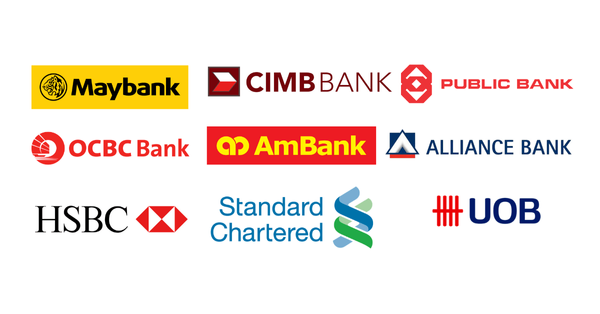 Maybank
CIMB BANK
PUBLIC BANK
OCBC Bank
AmBank
ALLIANCE BANK
HSBC
Standard
Chartered
UOB